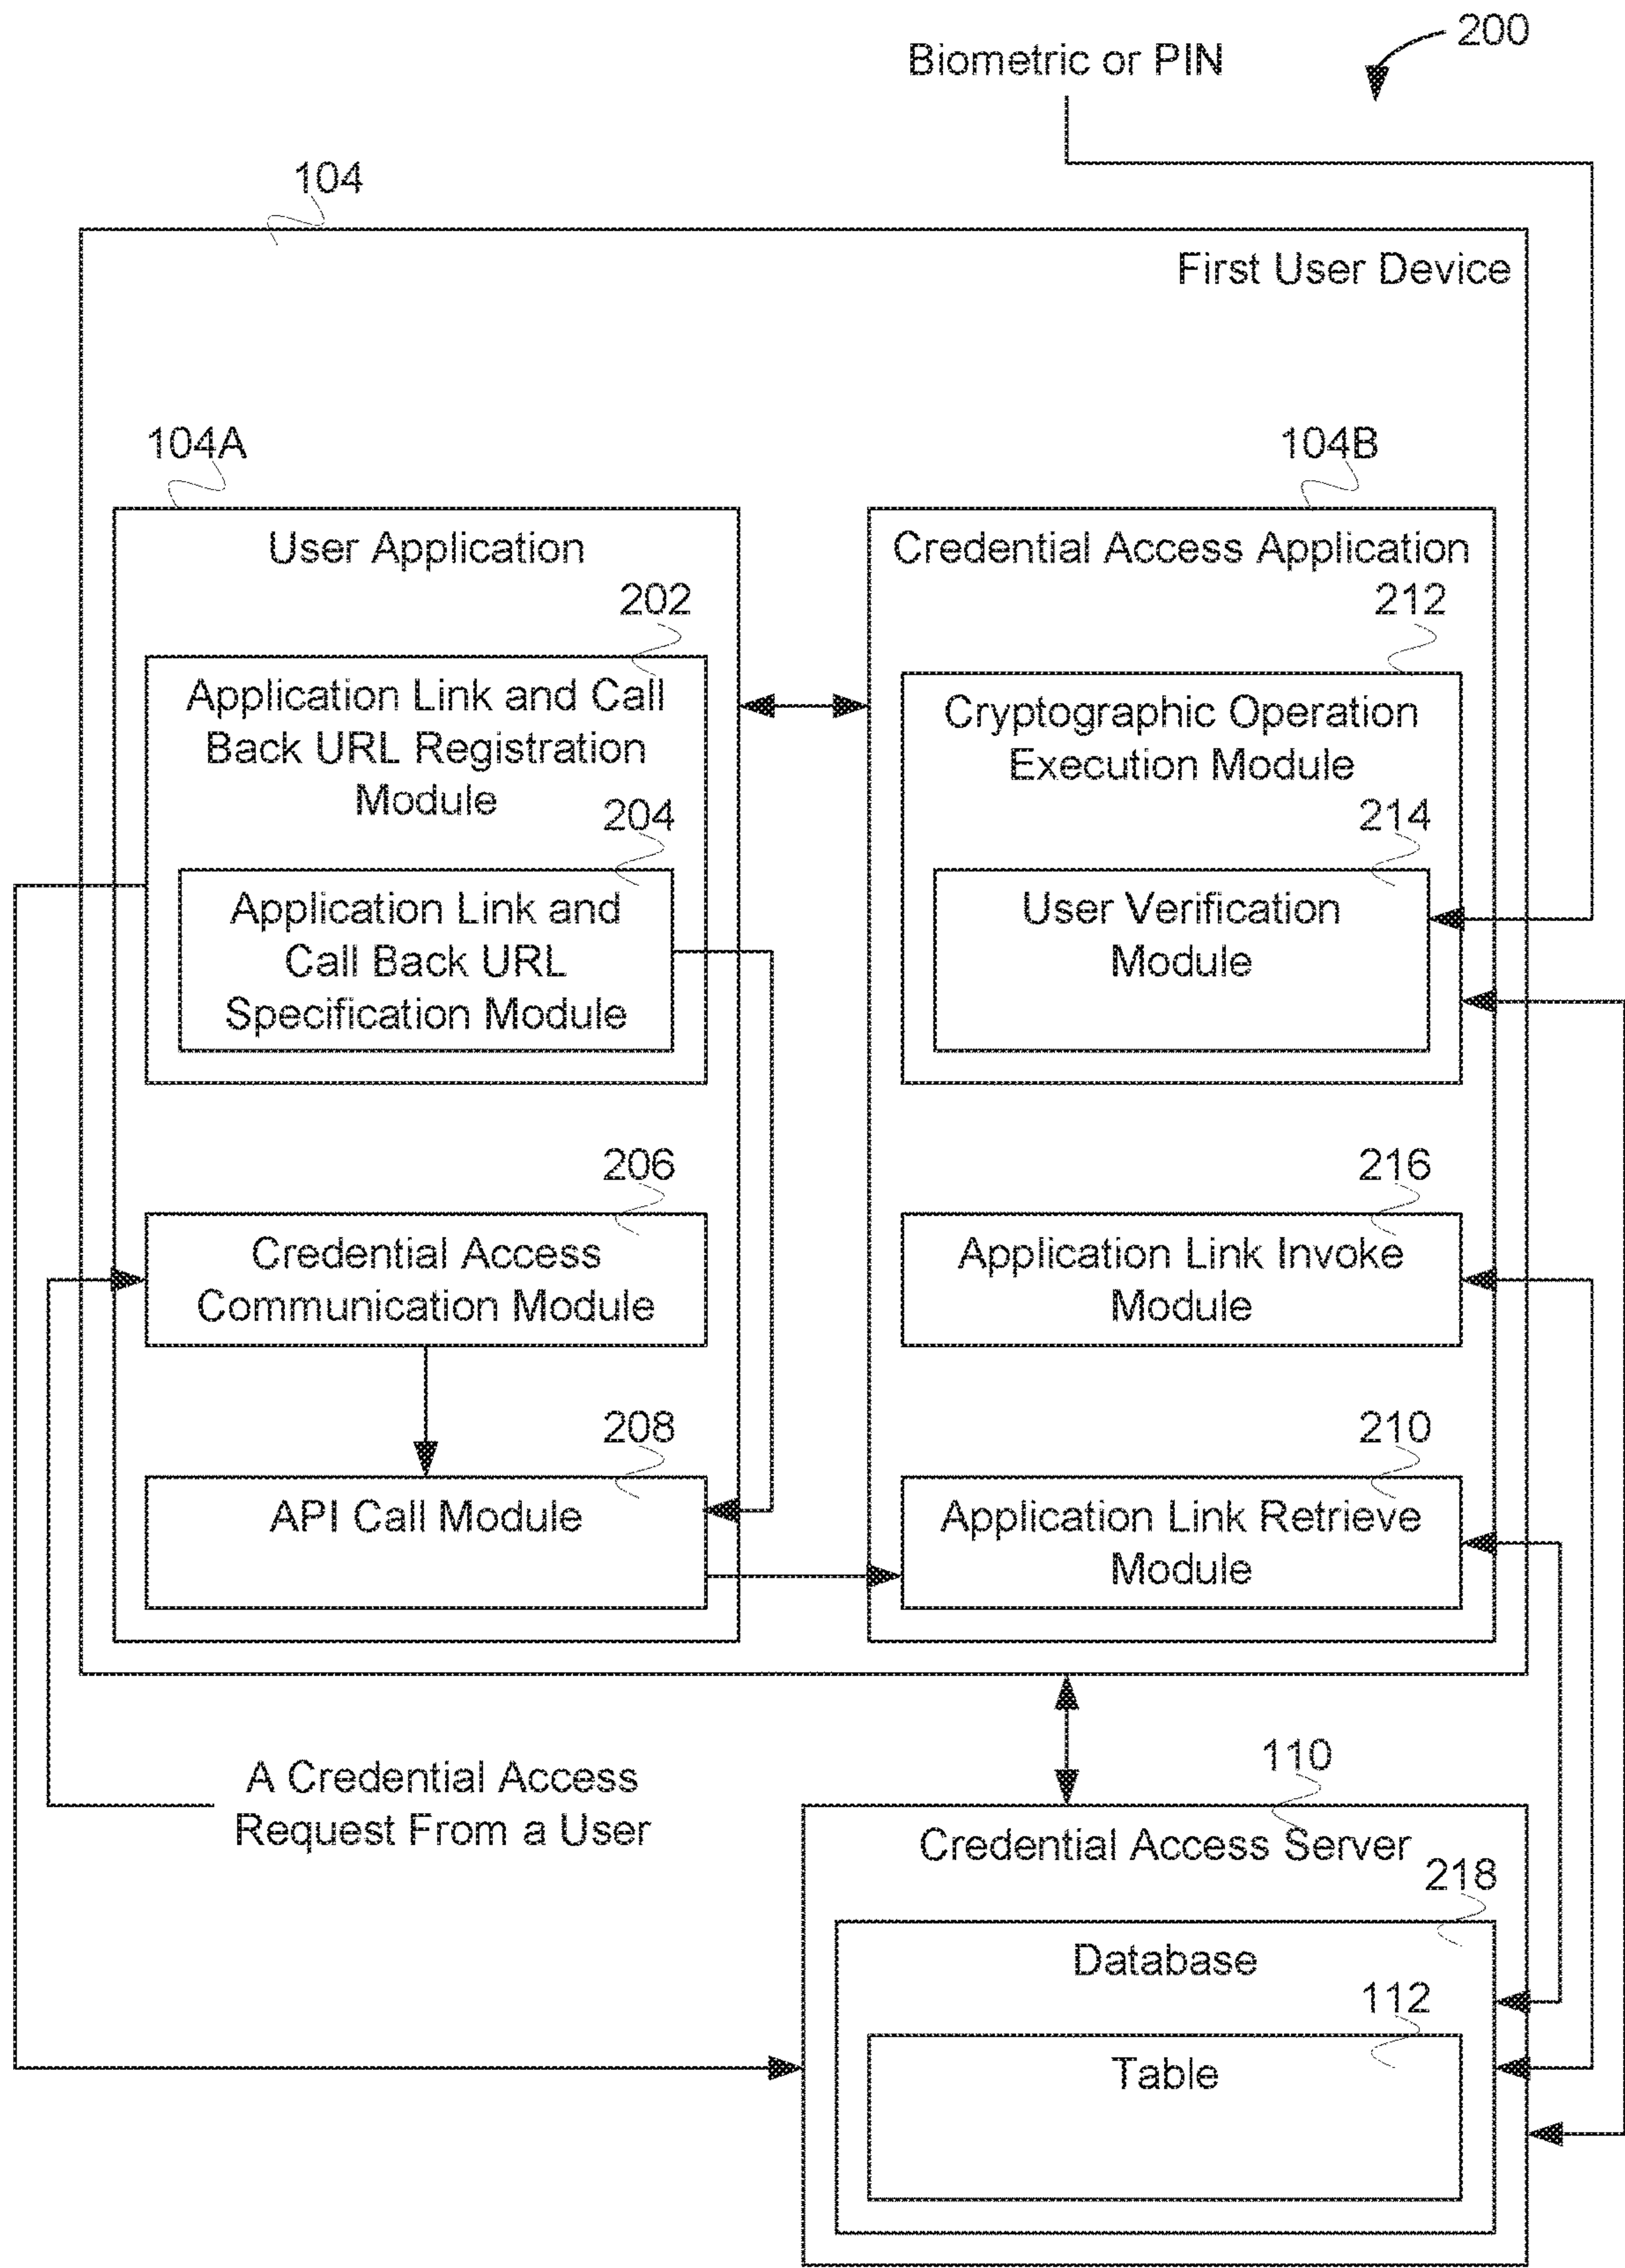 200
Biometric or PIN
104
First User Device
104A
104B
User Application
Credential Access Application
202
212
Application Link and Call
Back URL Registration
Module
Cryptographic Operation
Execution Module
204
214
Application Link and
Call Back URL
Specification Module
User Verification
Module
206
216
Credential Access
Communication Module
Application Link Invoke
Module
208
210
API Call Module
Application Link Retrieve
Module
110
A Credential Access
Request From a User
Credential Access Server
218
Database
112
Table